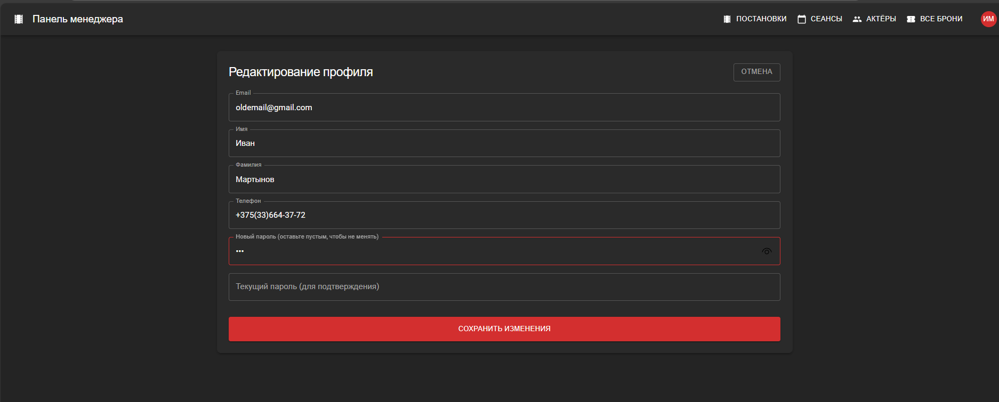 Панель менеджера
ПОСТАНОВКИ
СЕАНСЫ
АКТЁРЫ
ВСЕ БРОНИ
ИМ
Редактирование профиля
ОТМЕНА
Email
oldemail@gmail.com
Имя
Иван
Фамилия
Мартынов
Телефон
+375(33)664-37-72
Новый пароль (оставьте пустым, чтобы не менять)
•••
Текущий пароль (для подтверждения)
СОХРАНИТЬ ИЗМЕНЕНИЯ